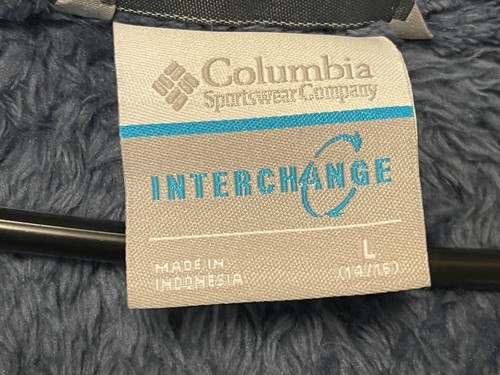 Columbia
Sportswear Company
INTERCHANGE
L
MADE IN
(14/16)
INDONESIA